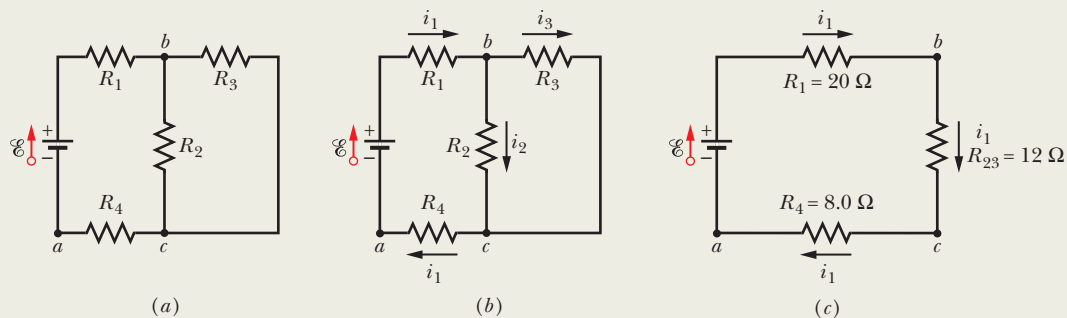 b
R1
R3
ℰ
+
−
R2
R4
a
c
(a)
i1
i3
b
R1
R3
ℰ
+
−
R2
i2
R4
a
c
i1
(b)
i1
b
R1 = 20 Ω
ℰ
+
−
i1
R23 = 12 Ω
R4 = 8.0 Ω
a
c
i1
(c)